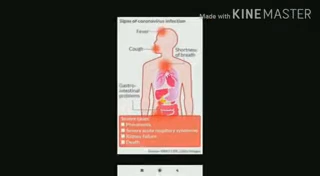 Made with KINEMASTER
Signs of coronavirus infection
Fever
Cough
Shortness
of breath
Gastro-
intestinal
problems
Severe cases
Pneumonia
Severe acute respiratory syndrome
Kidney failure
Death